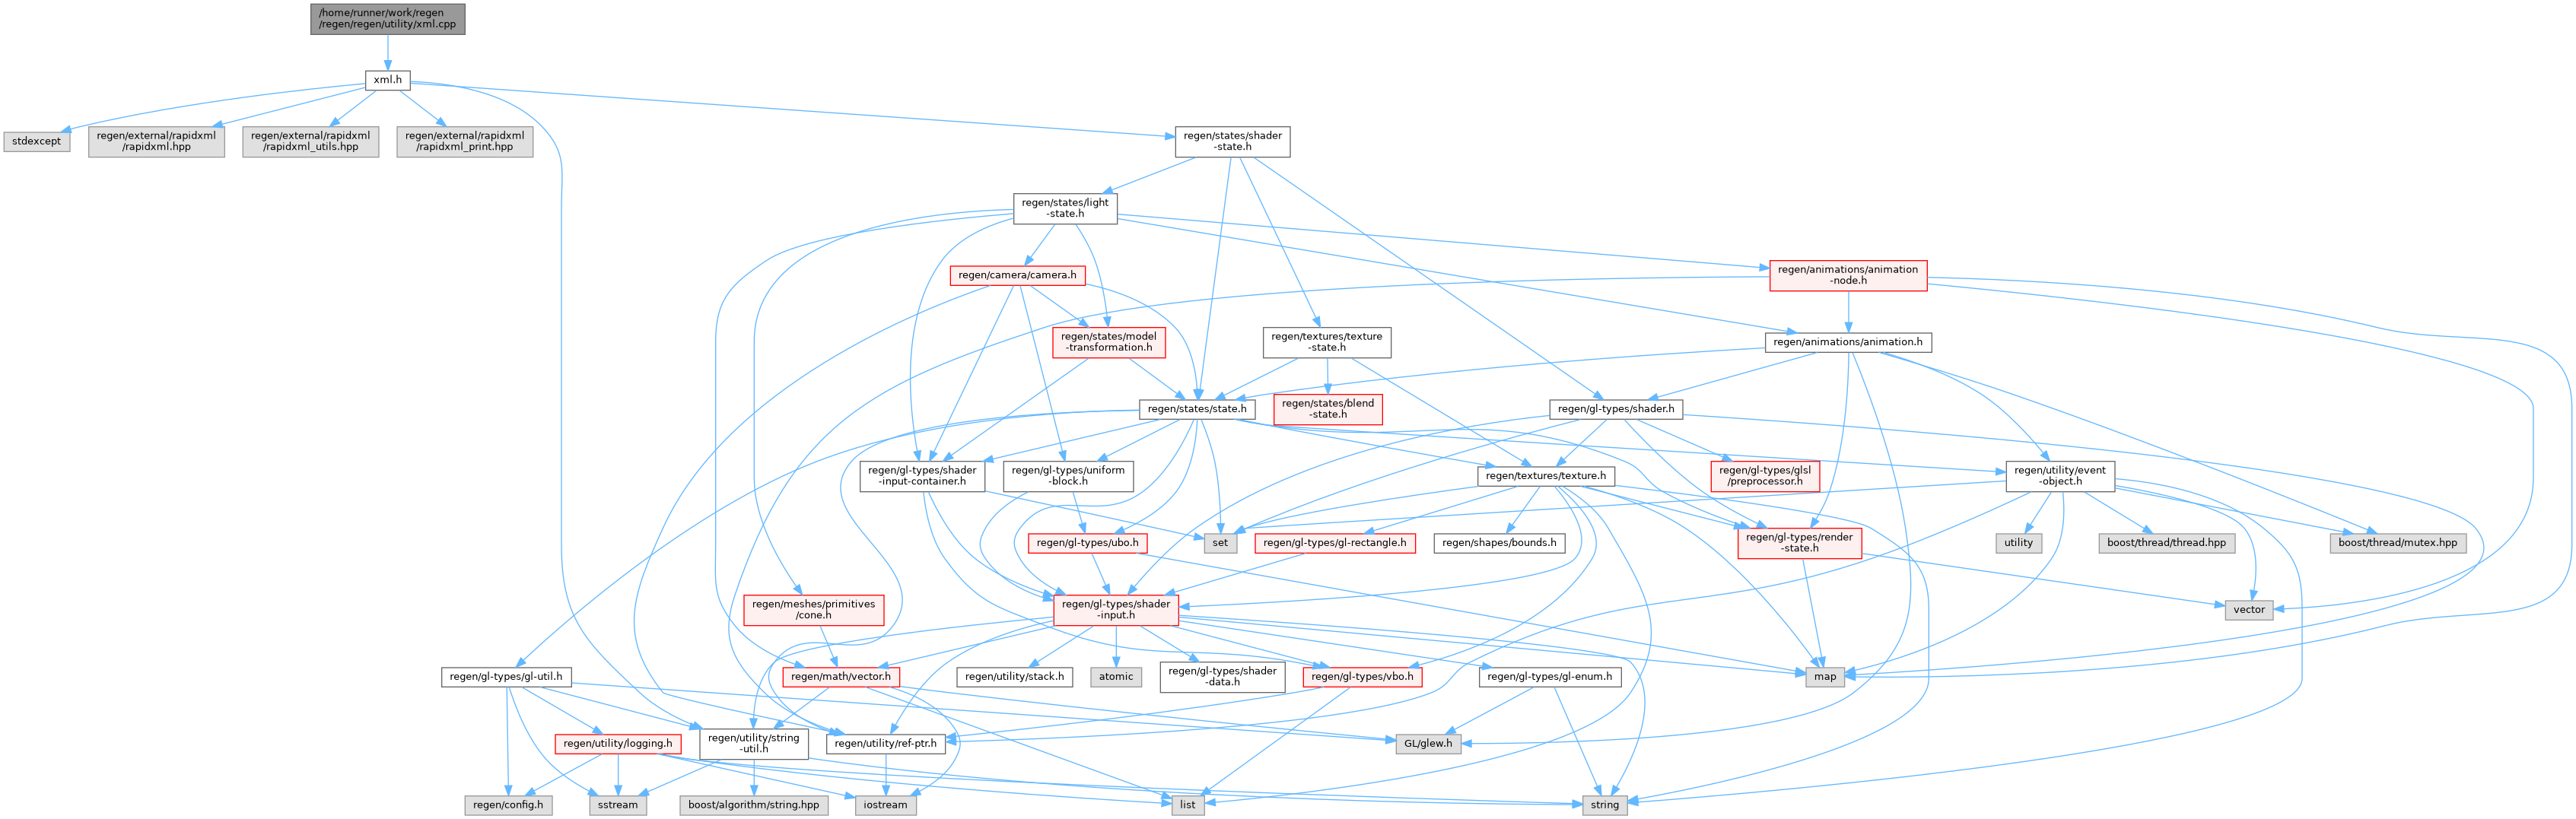 /home/runner/work/regen
/regen/regen/utility/xml.cpp
xml.h
stdexcept
regen/external/rapidxml
/rapidxml.hpp
regen/external/rapidxml
/rapidxml_utils.hpp
regen/external/rapidxml
/rapidxml_print.hpp
regen/states/shader
-state.h
regen/states/light
-state.h
regen/camera/camera.h
regen/animations/animation
-node.h
regen/states/model
-transformation.h
regen/textures/texture
-state.h
regen/animations/animation.h
regen/states/state.h
regen/states/blend
-state.h
regen/gl-types/shader.h
regen/gl-types/shader
-input-container.h
regen/gl-types/uniform
-block.h
regen/textures/texture.h
regen/gl-types/glsl
/preprocessor.h
regen/utility/event
-object.h
regen/gl-types/ubo.h
set
regen/gl-types/gl-rectangle.h
regen/shapes/bounds.h
regen/gl-types/render
-state.h
utility
boost/thread/thread.hpp
boost/thread/mutex.hpp
regen/meshes/primitives
/cone.h
regen/gl-types/shader
-input.h
vector
regen/gl-types/gl-util.h
regen/math/vector.h
regen/utility/stack.h
atomic
regen/gl-types/shader
-data.h
regen/gl-types/vbo.h
regen/gl-types/gl-enum.h
map
regen/utility/logging.h
regen/utility/string
-util.h
regen/utility/ref-ptr.h
GL/glew.h
regen/config.h
sstream
boost/algorithm/string.hpp
iostream
list
string